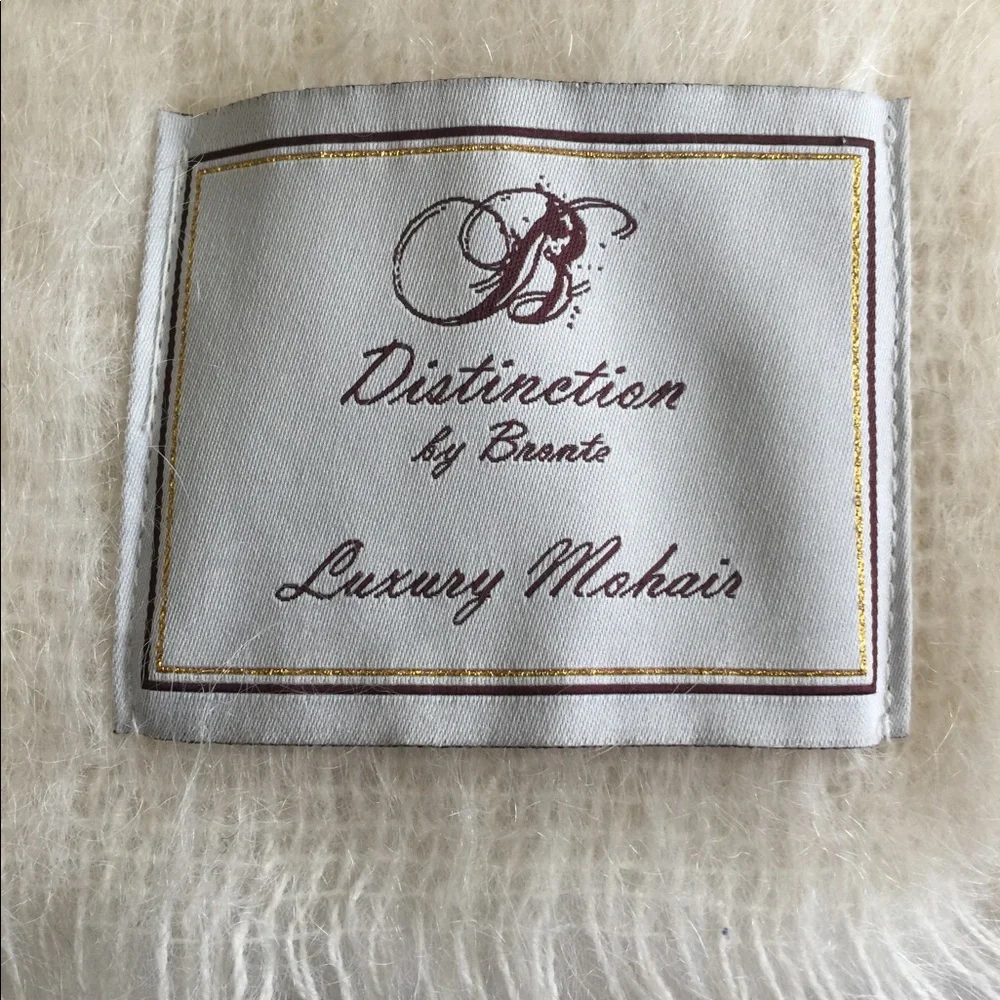 B
Distinction
by Bronte
Luxury Mohair